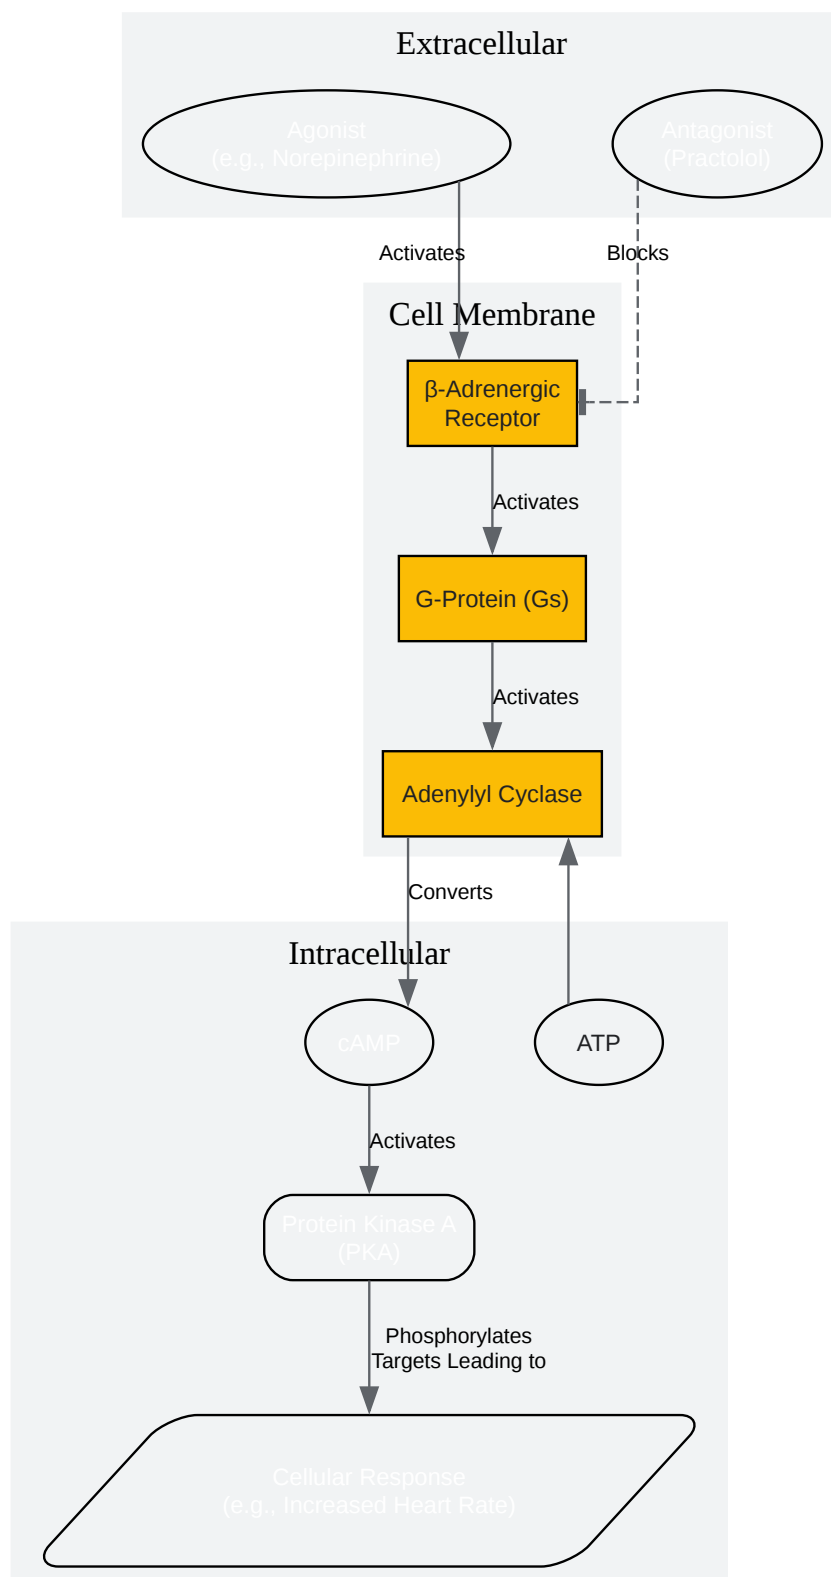 Extracellular
Agonist
(e.g., Norepinephrine)
Antagonist
(Practolol)
Activates
Blocks
Cell Membrane
β-Adrenergic
Receptor
Activates
G-Protein (Gs)
Activates
Adenylyl Cyclase
Converts
Intracellular
cAMP
ATP
Activates
Protein Kinase A
(PKA)
Phosphorylates
Targets Leading to
Cellular Response
(e.g., Increased Heart Rate)